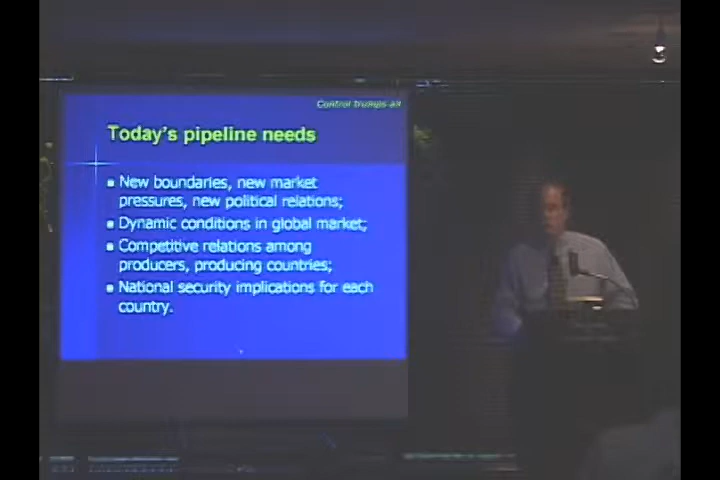 Control trumps all
Today's pipeline needs
New boundaries, new market
pressures, new political relations;
Dynamic conditions in global market;
Competitive relations among
producers, producing countries;
National security implications for each
country.